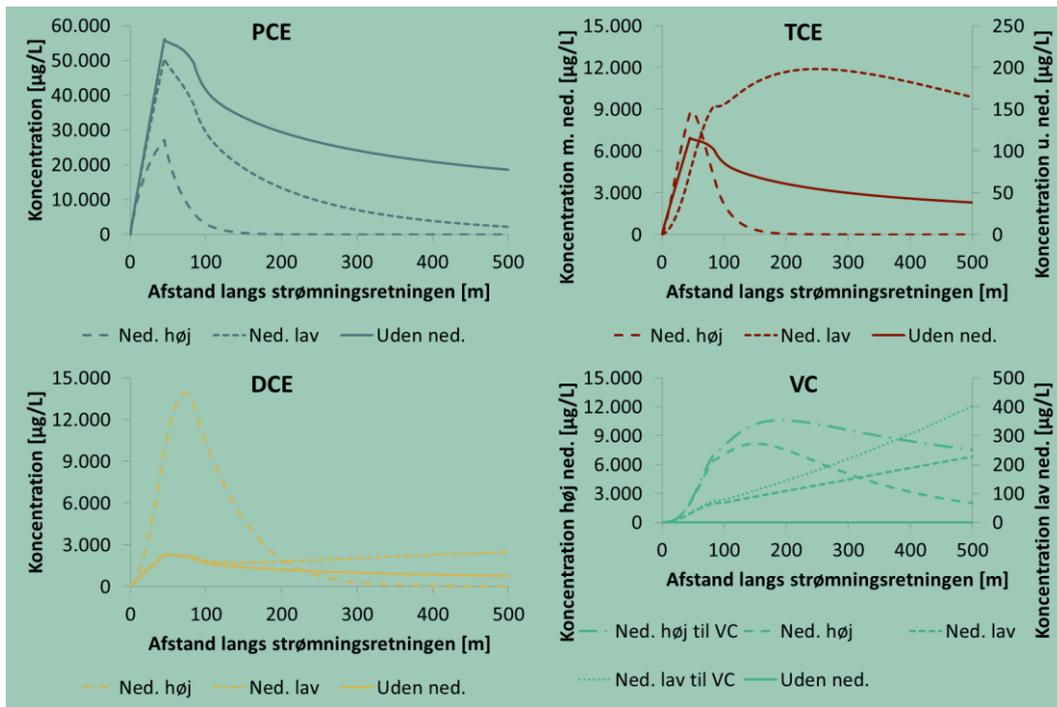 PCE
Koncentration [µg/L]
60.000
50.000
40.000
30.000
20.000
10.000
0
0 100 200 300 400 500
Afstand langs strømningsretningen [m]
Ned. høj Ned. lav Uden ned.
TCE
Koncentration m. ned. [µg/L]
15.000
12.000
9.000
6.000
3.000
0
250
200
150
100
50
0
Koncentration u. ned. [µg/L]
0 100 200 300 400 500
Afstand langs strømningsretningen [m]
Ned. høj Ned. lav Uden ned.
DCE
Koncentration [µg/L]
15.000
12.000
9.000
6.000
3.000
0
0 100 200 300 400 500
Afstand langs strømningsretningen [m]
Ned. høj Ned. lav Uden ned.
VC
Koncentration høj ned. [µg/L]
15.000
12.000
9.000
6.000
3.000
0
500
400
300
200
100
0
Koncentration lav ned. [µg/L]
0 100 200 300 400 500
Afstand langs strømningsretningen [m]
Ned. høj til VC Ned. høj Ned. lav
Ned. lav til VC Uden ned.